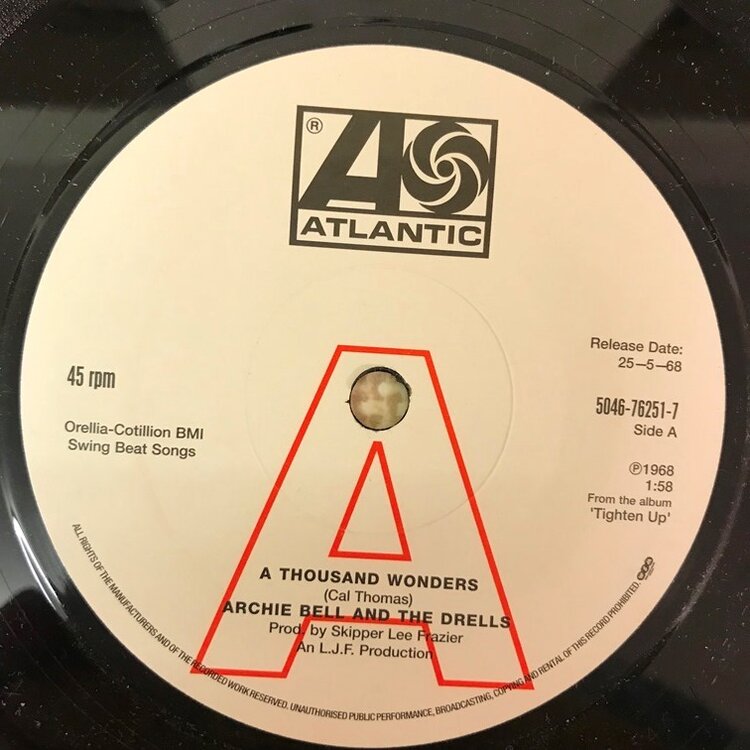 ®
ATLANTIC
45 rpm
Orellia-Cotillion BMI
Swing Beat Songs
Release Date:
25–5–68
5046-76251-7
Side A
℗1968
1:58
From the album
'Tighten Up'
A
A THOUSAND WONDERS
(Cal Thomas)
ARCHIE BELL AND THE DRELLS
Prod. by Skipper Lee Frazier
An L.J.F. Production
ALL RIGHTS OF THE MANUFACTURERS AND OF THE RECORDED WORK RESERVED. UNAUTHORISED PUBLIC PERFORMANCE, BROADCASTING, COPYING AND RENTAL OF THIS RECORD PROHIBITED.